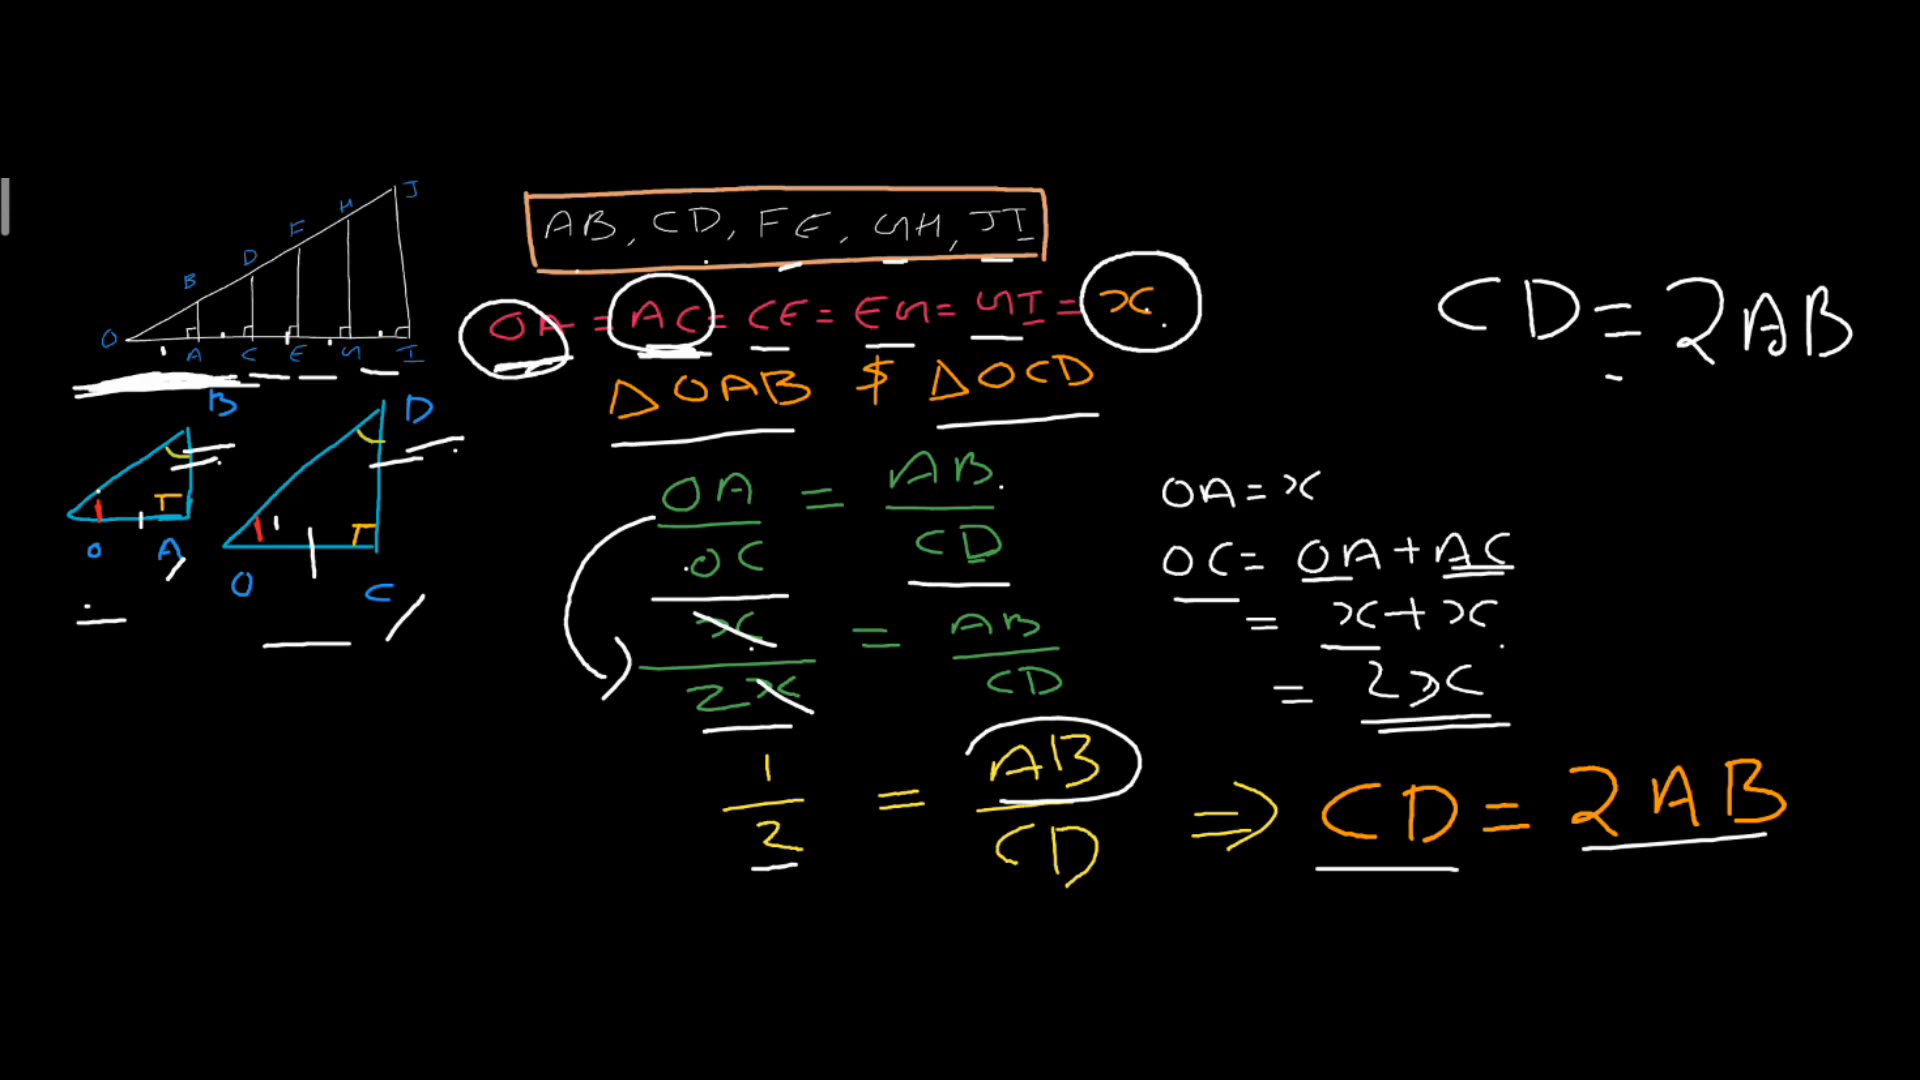 J
H
F
D
B
O
A C E G I
AB, CD, FE, GH, JI
OA = AC = CE = EG = GI = x
CD = 2AB
ΔOAB $ ΔOCD
B
D
O A
O C
OA/OC = AB/CD
x/2x = AB/CD
1/2 = AB/CD ⇒ CD = 2AB
OA = x
OC = OA + AC
= x + x
= 2x